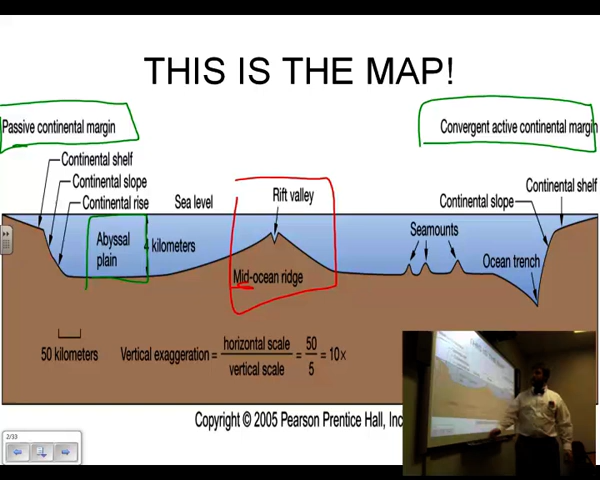 THIS IS THE MAP!
Passive continental margin
Convergent active continental margin
Continental shelf
Continental slope
Continental rise
Sea level
Rift valley
Continental slope
Continental shelf
Abyssal
plain
4 kilometers
Seamounts
Ocean trench
Mid-ocean ridge
50 kilometers
Vertical exaggeration = horizontal scale / vertical scale = 50 / 5 = 10×
Copyright © 2005 Pearson Prentice Hall, Inc
2/33